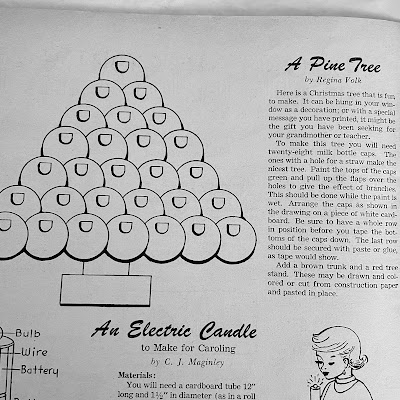 A Pine Tree
by Regina Volk
Here is a Christmas tree that is fun
to make. It can be hung in your win-
dow as a decoration; or with a special
message you have printed, it might be
the gift you have been seeking for
your grandmother or teacher.
To make this tree you will need
twenty-eight milk bottle caps. The
ones with a hole for a straw make the
nicest tree. Paint the tops of the caps
green and pull up the flaps over the
holes to give the effect of branches.
This should be done while the paint is
wet. Arrange the caps as shown in
the drawing on a piece of white card-
board. Be sure to have a whole row
in position before you tape the bot-
toms of the caps down. The last row
should be secured with paste or glue,
as tape would show.
Add a brown trunk and a red tree
stand. These may be drawn and col-
ored or cut from construction paper
and pasted in place.
An Electric Candle
to Make for Caroling
by C. J. Maginley
Materials:
You will need a cardboard tube 12"
long and 1½" in diameter (as in a roll
Bulb
Wire
Battery